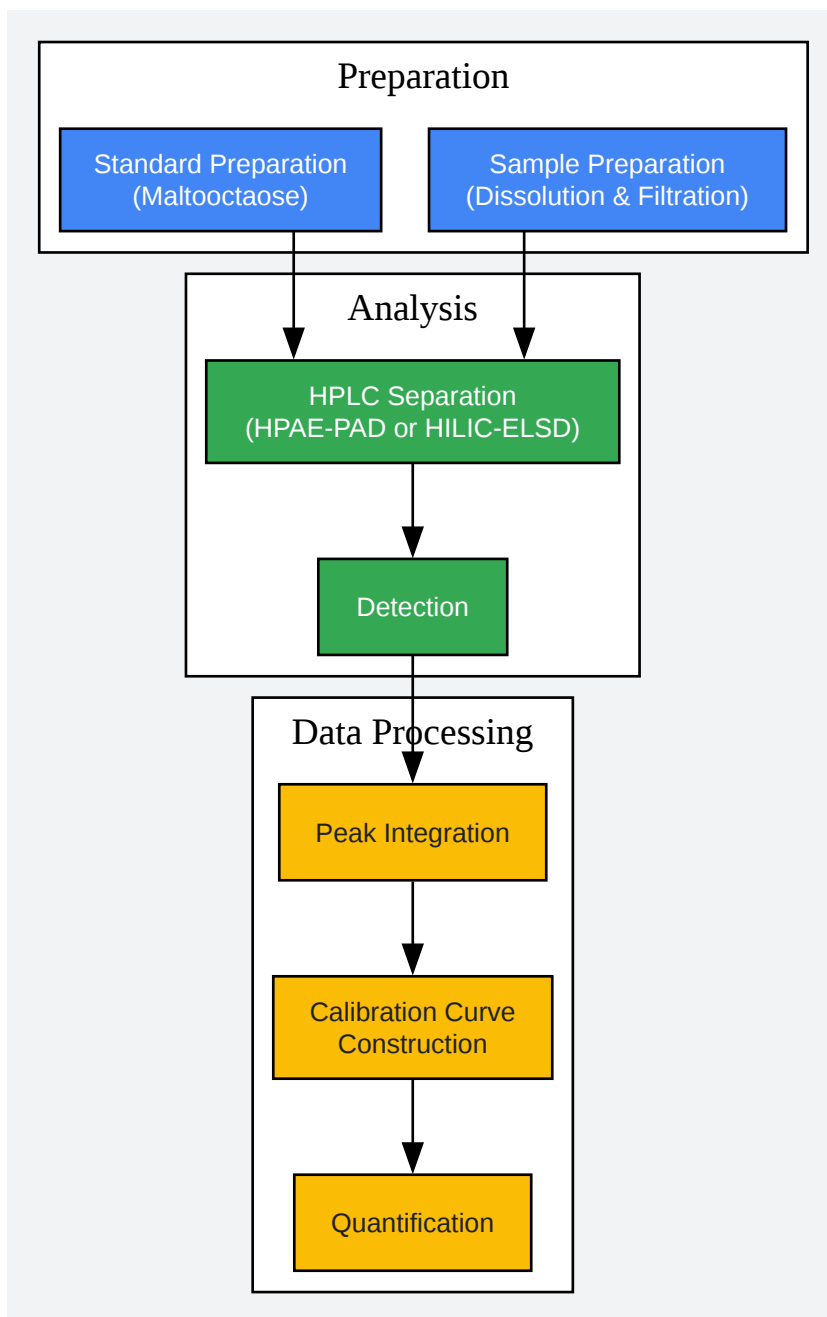 Preparation
Standard Preparation
(Maltooctaose)
Sample Preparation
(Dissolution & Filtration)
Analysis
HPLC Separation
(HPAE-PAD or HILIC-ELSD)
Detection
Data Processing
Peak Integration
Calibration Curve
Construction
Quantification